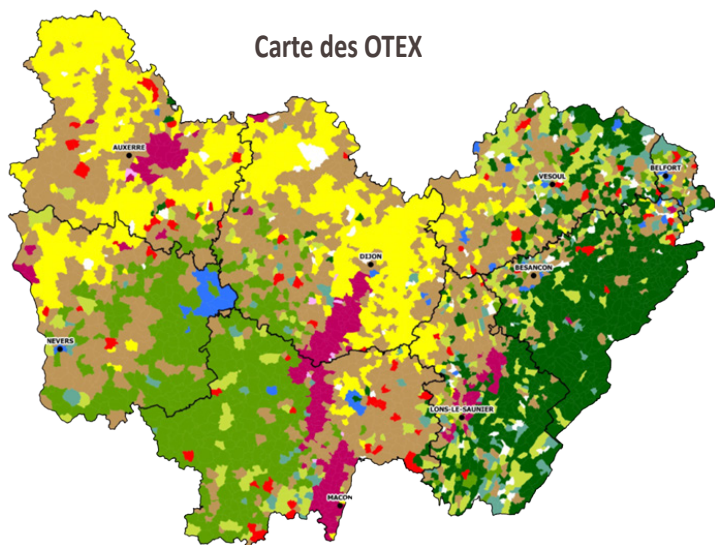 Carte des OTEX
AUXERRE
VESOUL
BELFORT
DIJON
BESANCON
NEVERS
LONS-LE-SAUNIER
MACON